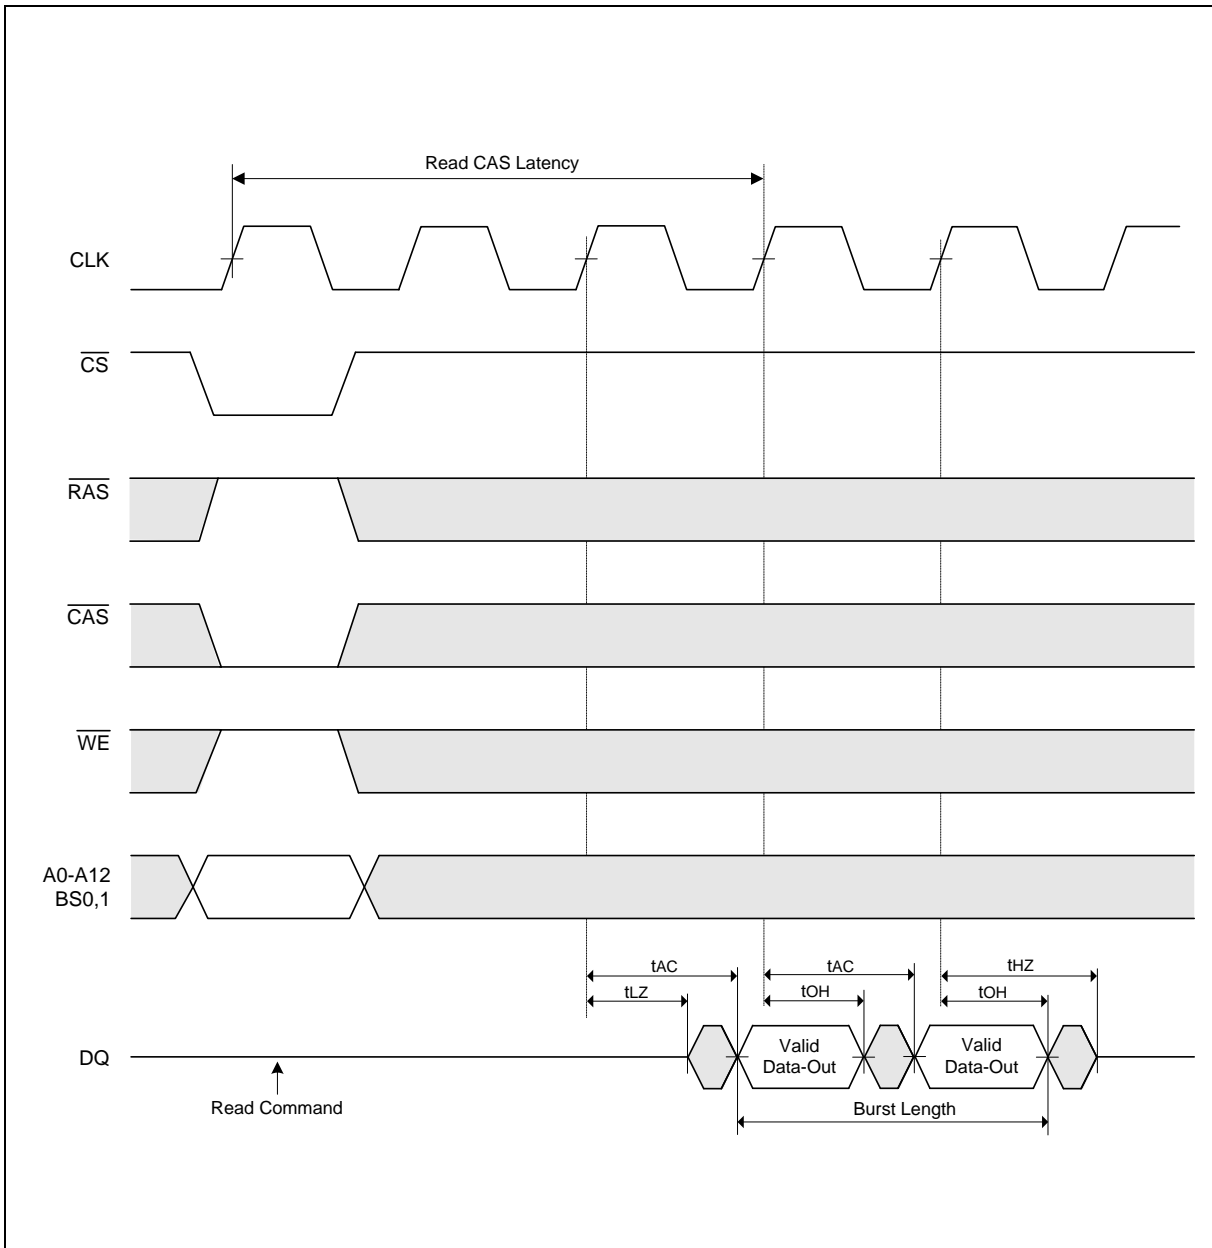 Read CAS Latency
CLK
CS
RAS
CAS
WE
A0-A12
BS0,1
tAC
tAC
tHZ
tLZ
tOH
tOH
DQ
Valid
Data-Out
Valid
Data-Out
Read Command
Burst Length